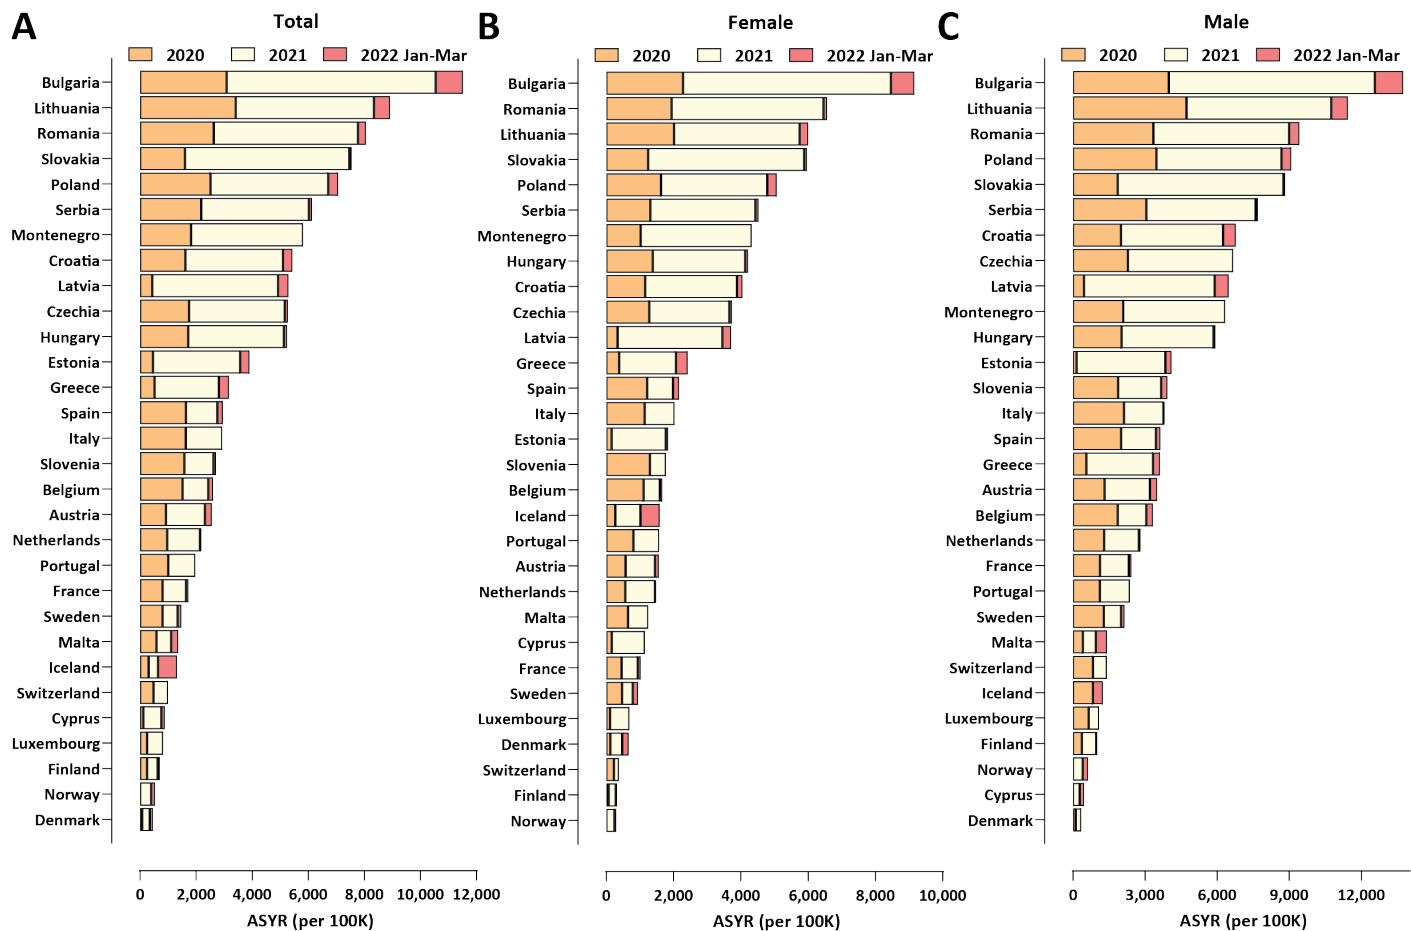 A
Total
2020 2021 2022 Jan-Mar
Bulgaria
Lithuania
Romania
Slovakia
Poland
Serbia
Montenegro
Croatia
Latvia
Czechia
Hungary
Estonia
Greece
Spain
Italy
Slovenia
Belgium
Austria
Netherlands
Portugal
France
Sweden
Malta
Iceland
Switzerland
Cyprus
Luxembourg
Finland
Norway
Denmark
0 2,000 4,000 6,000 8,000 10,000 12,000
ASYR (per 100K)
B
Female
2020 2021 2022 Jan-Mar
Bulgaria
Romania
Lithuania
Slovakia
Poland
Serbia
Montenegro
Hungary
Croatia
Czechia
Latvia
Greece
Spain
Italy
Estonia
Slovenia
Belgium
Iceland
Portugal
Austria
Netherlands
Malta
Cyprus
France
Sweden
Luxembourg
Denmark
Switzerland
Finland
Norway
0 2,000 4,000 6,000 8,000 10,000
ASYR (per 100K)
C
Male
2020 2021 2022 Jan-Mar
Bulgaria
Lithuania
Romania
Poland
Slovakia
Serbia
Croatia
Czechia
Latvia
Montenegro
Hungary
Estonia
Slovenia
Italy
Spain
Greece
Austria
Belgium
Netherlands
France
Portugal
Sweden
Malta
Switzerland
Iceland
Luxembourg
Finland
Norway
Cyprus
Denmark
0 3,000 6,000 9,000 12,000
ASYR (per 100K)